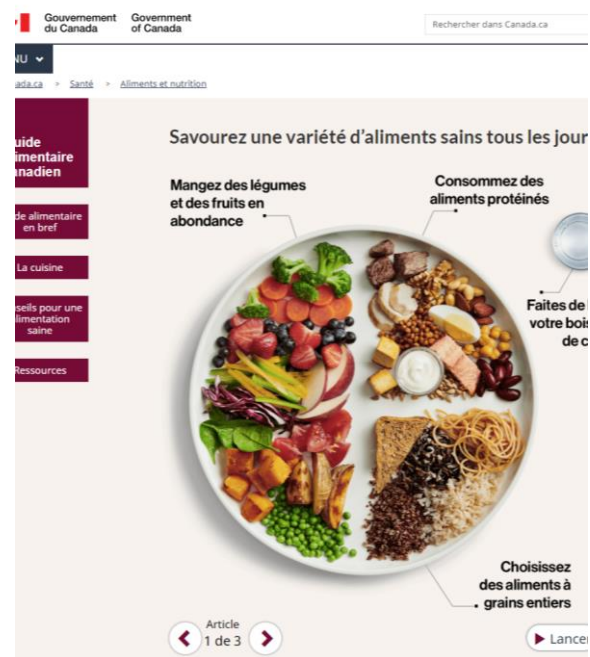 Gouvernement
du Canada
Government
of Canada
Rechercher dans Canada.ca
NU
ada.ca > Santé > Aliments et nutrition
uide
imentaire
anadien
de alimentaire
en bref
La cuisine
seils pour une
limentation
saine
Ressources
Savourez une variété d'aliments sains tous les jour
Mangez des légumes
et des fruits en
abondance
Consommez des
aliments protéinés
Faites de
votre bois
de c
Choisissez
des aliments à
grains entiers
Article
1 de 3
Lancer